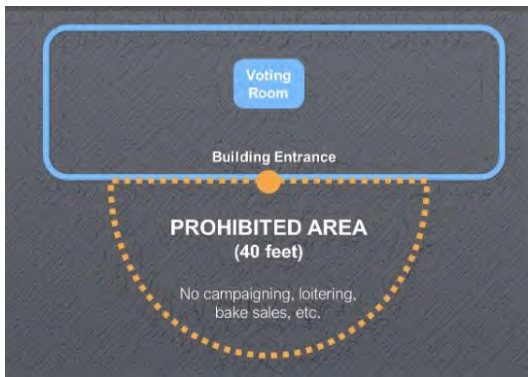 Voting
Room
Building Entrance
PROHIBITED AREA
(40 feet)
No campaigning, loitering,
bake sales, etc.